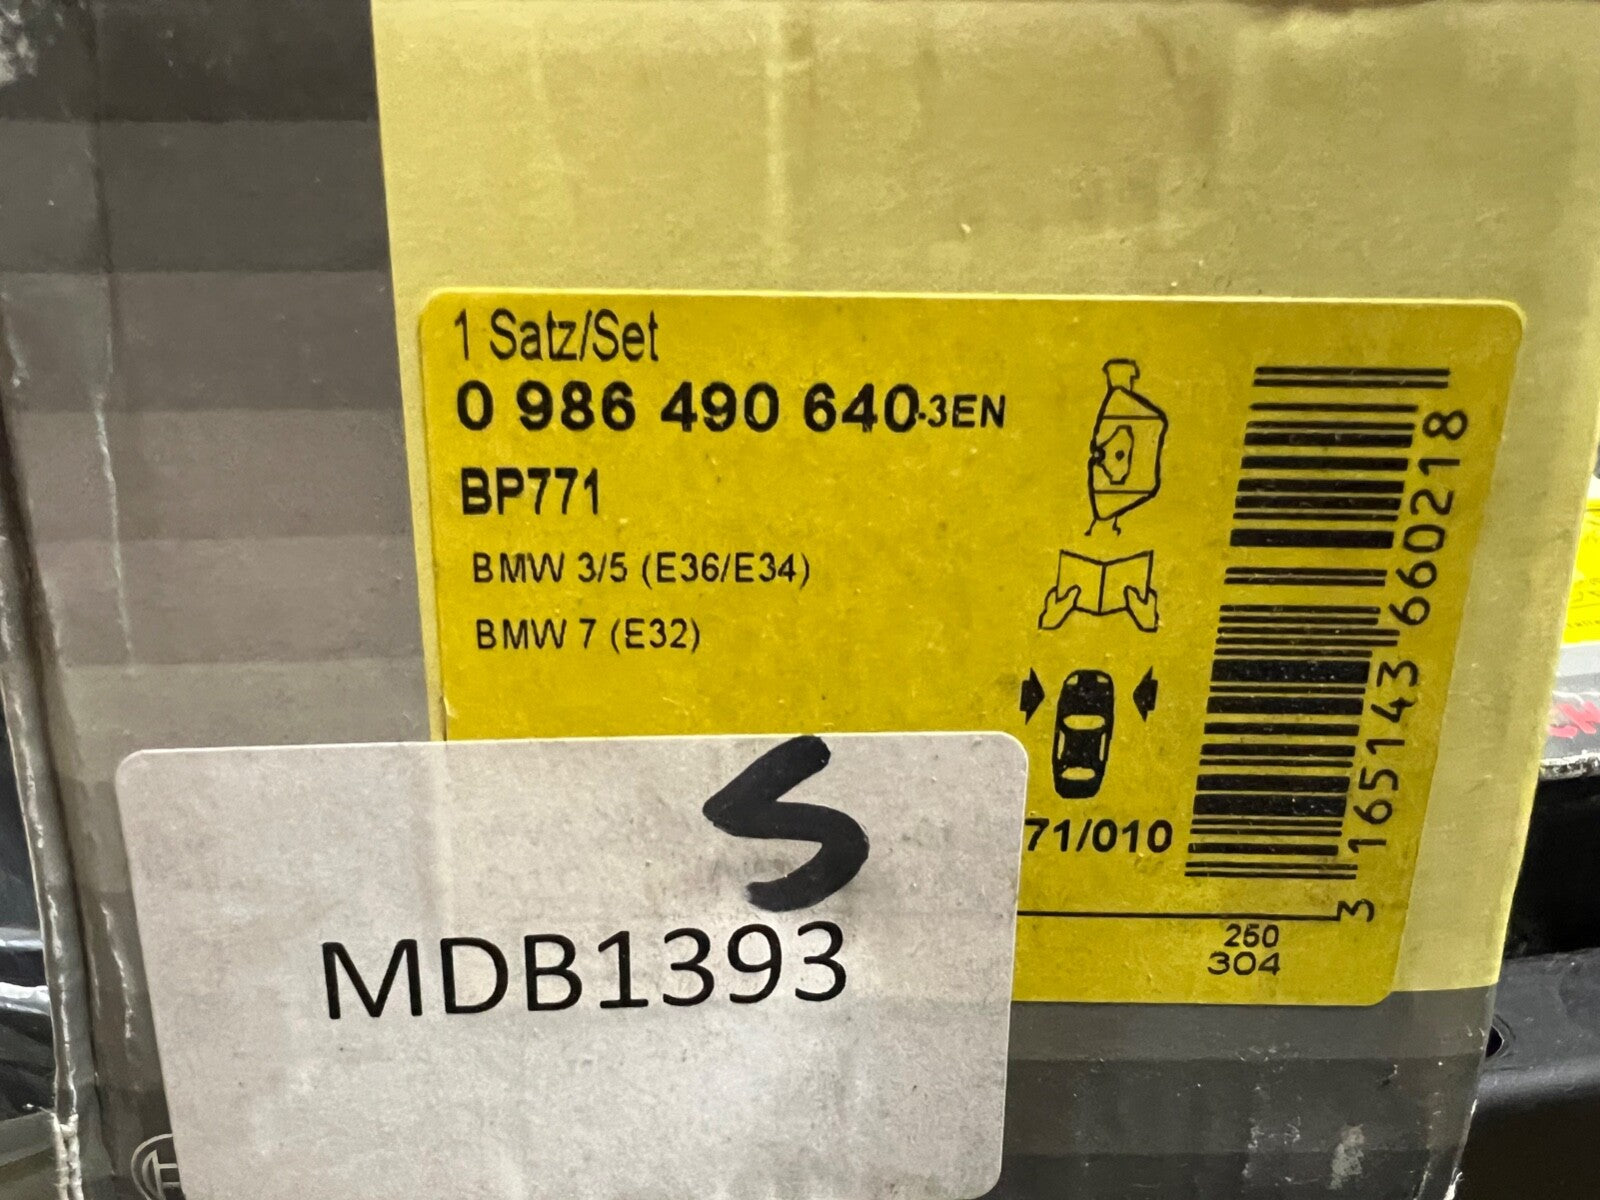 1 Satz/Set
0 986 490 640-3EN
BP771
BMW 3/5 (E36/E34)
BMW 7 (E32)
71/010
3 165143 660218
260
304
S
MDB1393